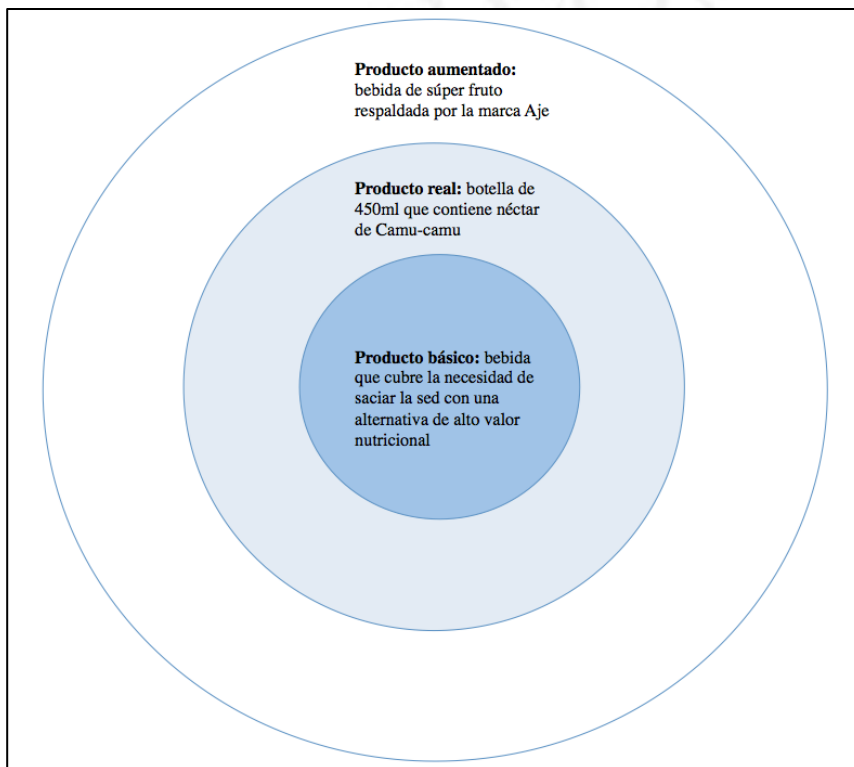 Producto aumentado:
bebida de súper fruto
respaldada por la marca Aje
Producto real: botella de
450ml que contiene néctar
de Camu-camu
Producto básico: bebida
que cubre la necesidad de
saciar la sed con una
alternativa de alto valor
nutricional